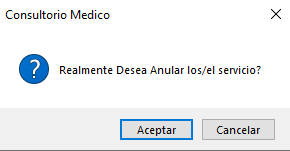 Consultorio Medico
Realmente Desea Anular los/el servicio?
Aceptar
Cancelar